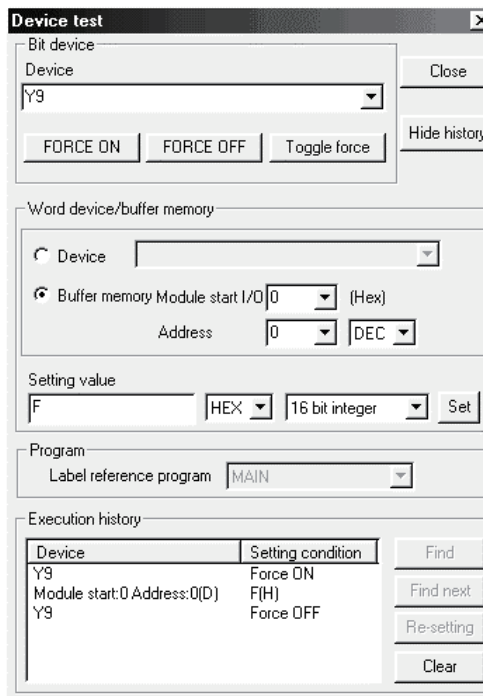 Device test
Bit device
Device
Close
Y9
FORCE ON FORCE OFF Toggle force
Hide history
Word device/buffer memory
Device
Buffer memory Module start I/O 0 (Hex)
Address 0 DEC
Setting value
F HEX 16 bit integer Set
Program
Label reference program MAIN
Execution history
Device Setting condition Find
Y9 Force ON
Module start:0 Address:0(D) F(H) Find next
Y9 Force OFF
Re-setting
Clear